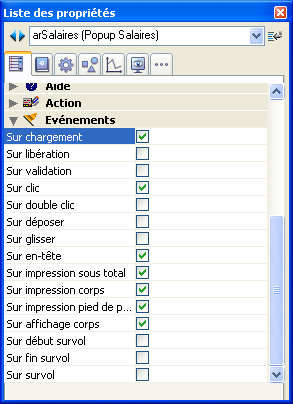 Liste des propriétés
arSalaires (Popup Salaires)
Aide
Action
Evénements
Sur chargement
Sur libération
Sur validation
Sur clic
Sur double clic
Sur déposer
Sur glisser
Sur en-tête
Sur impression sous total
Sur impression corps
Sur impression pied de p...
Sur affichage corps
Sur début survol
Sur fin survol
Sur survol